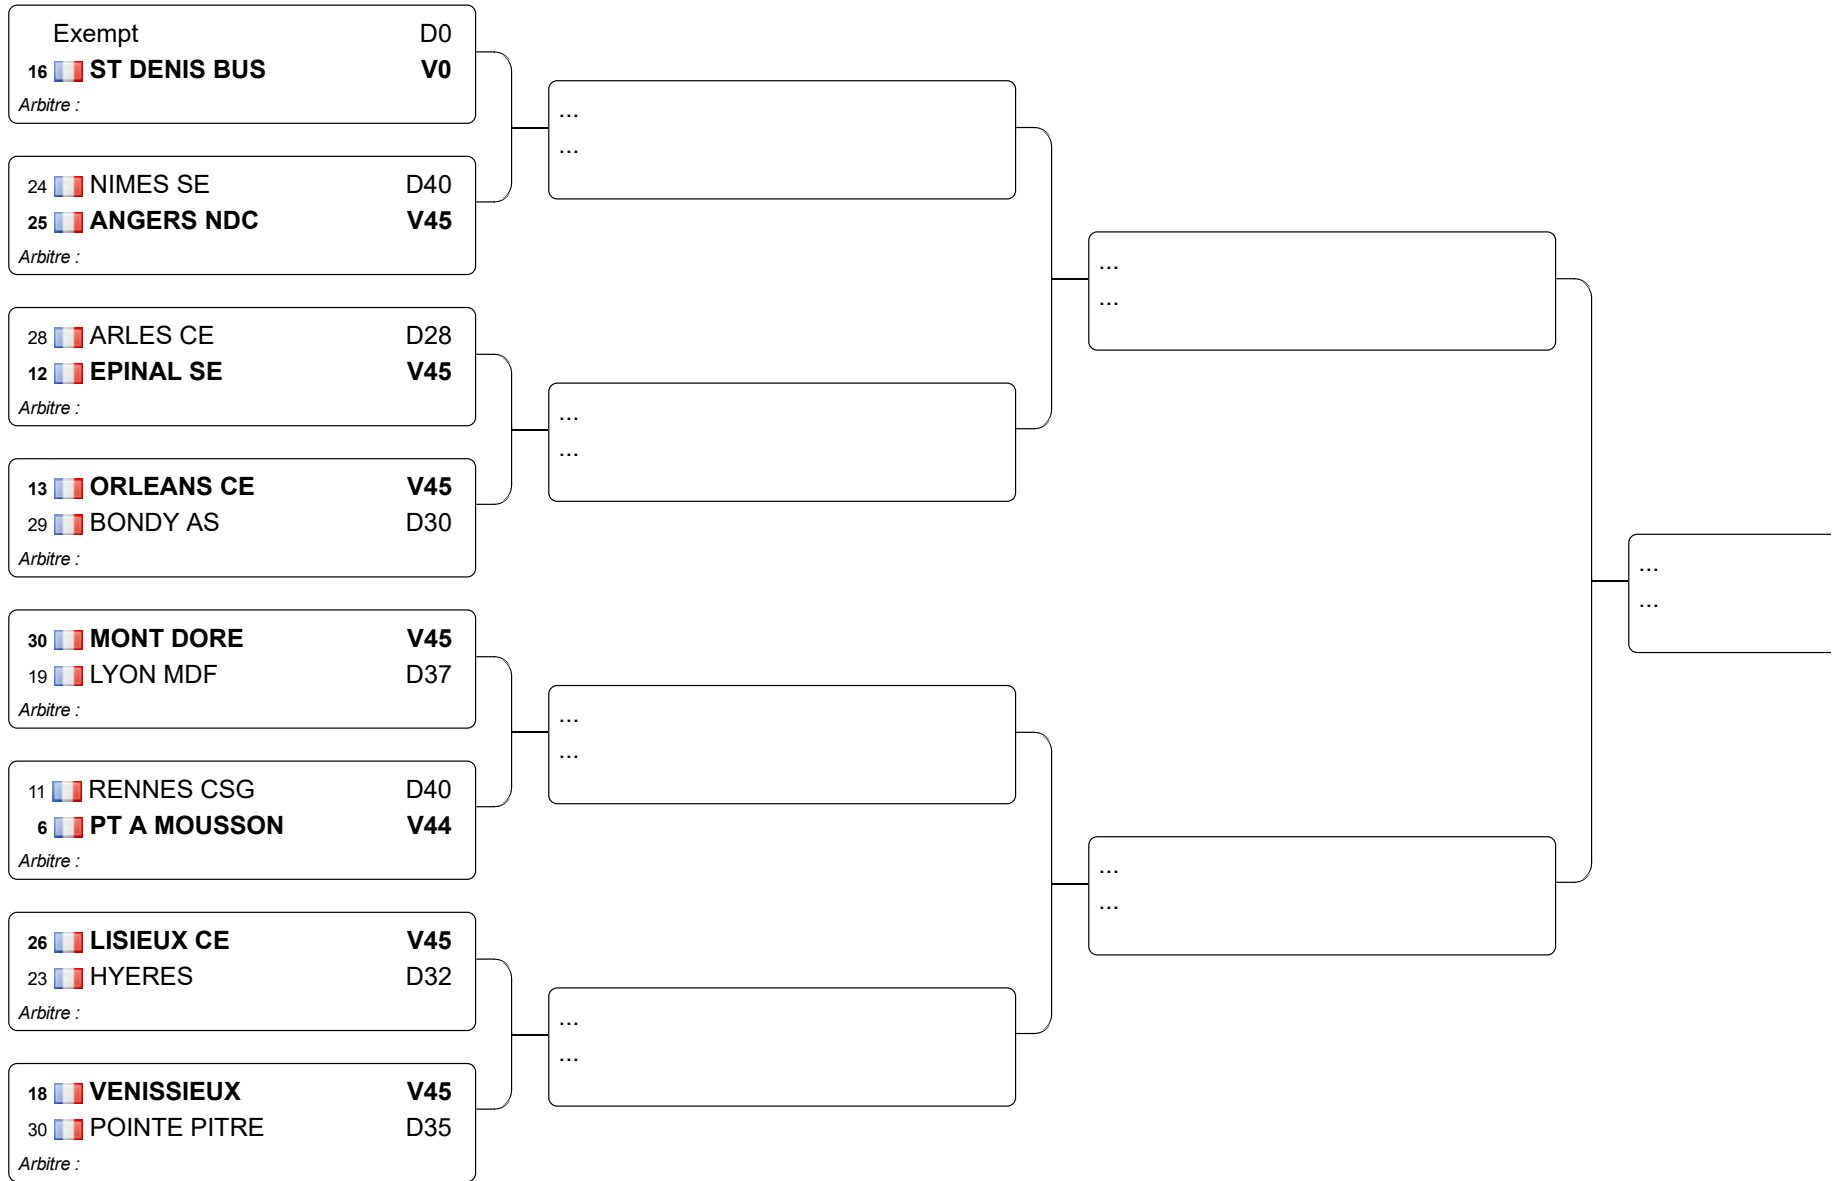 Exempt D0
16 ST DENIS BUS V0
Arbitre :
24 NIMES SE D40
25 ANGERS NDC V45
Arbitre :
28 ARLES CE D28
12 EPINAL SE V45
Arbitre :
13 ORLEANS CE V45
29 BONDY AS D30
Arbitre :
30 MONT DORE V45
19 LYON MDF D37
Arbitre :
11 RENNES CSG D40
6 PT A MOUSSON V44
Arbitre :
26 LISIEUX CE V45
23 HYERES D32
Arbitre :
18 VENISSIEUX V45
30 POINTE PITRE D35
Arbitre :
...
...
...
...
...
...
...
...
...
...
...
...
...
...